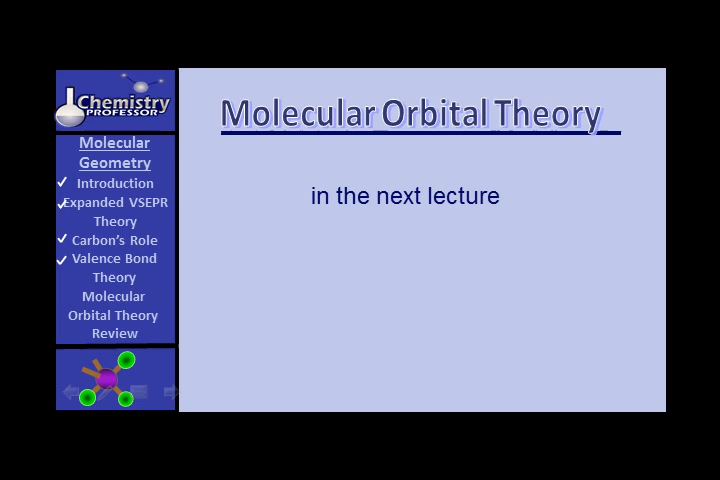 Chemistry
PROFESSOR
Molecular
Geometry
Introduction
Expanded VSEPR
Theory
Carbon's Role
Valence Bond
Theory
Molecular
Orbital Theory
Review
Molecular Orbital Theory
in the next lecture